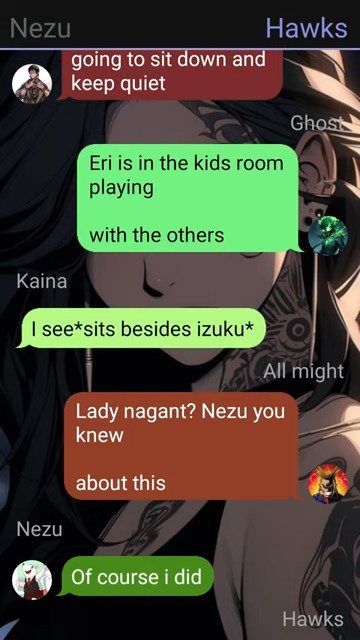 Nezu
Hawks
going to sit down and
keep quiet
Ghost
Eri is in the kids room
playing
with the others
Kaina
I see*sits besides izuku*
All might
Lady nagant? Nezu you
knew
about this
Nezu
Of course i did
Hawks